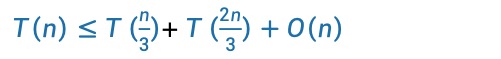 T(n) ≤ T (n/3) + T (2n/3) + O(n)